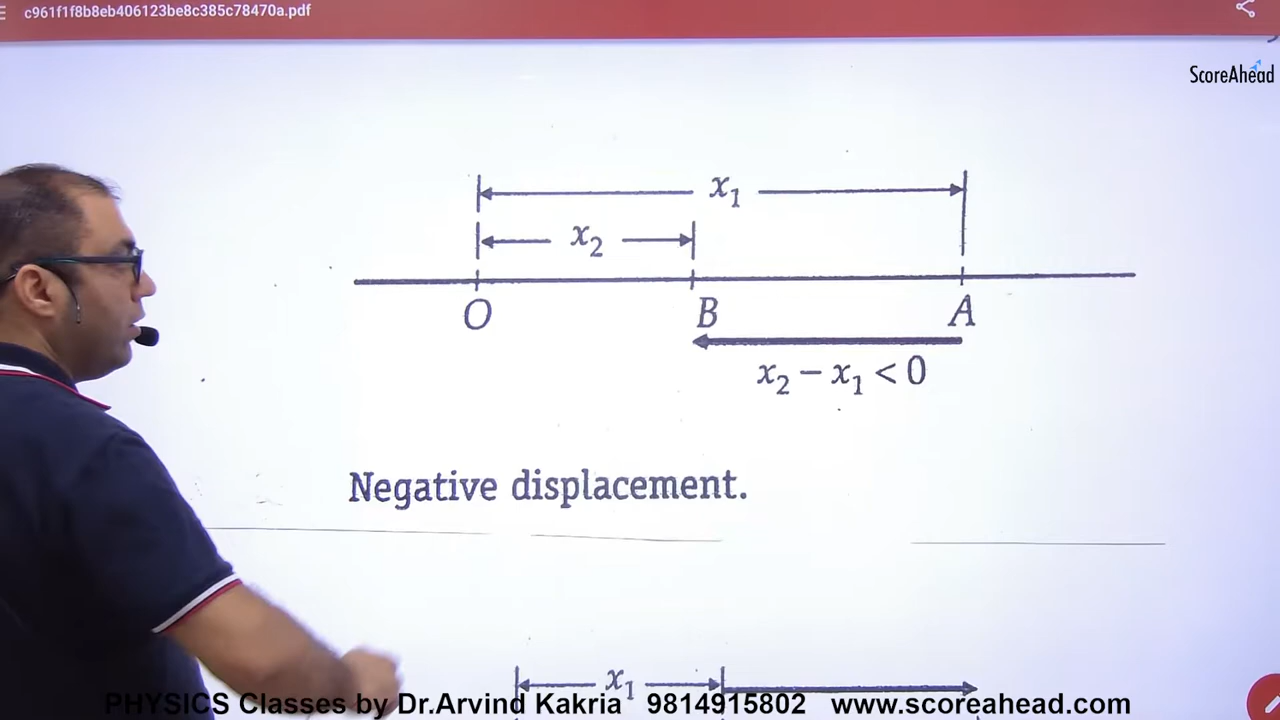 c961f1f8b8eb406123be8c385c78470a.pdf
ScoreAhead
x₁
x₂
O B A
x₂ − x₁ < 0
Negative displacement.
x₁
PHYSICS Classes by Dr.Arvind Kakria 9814915802 www.scoreahead.com